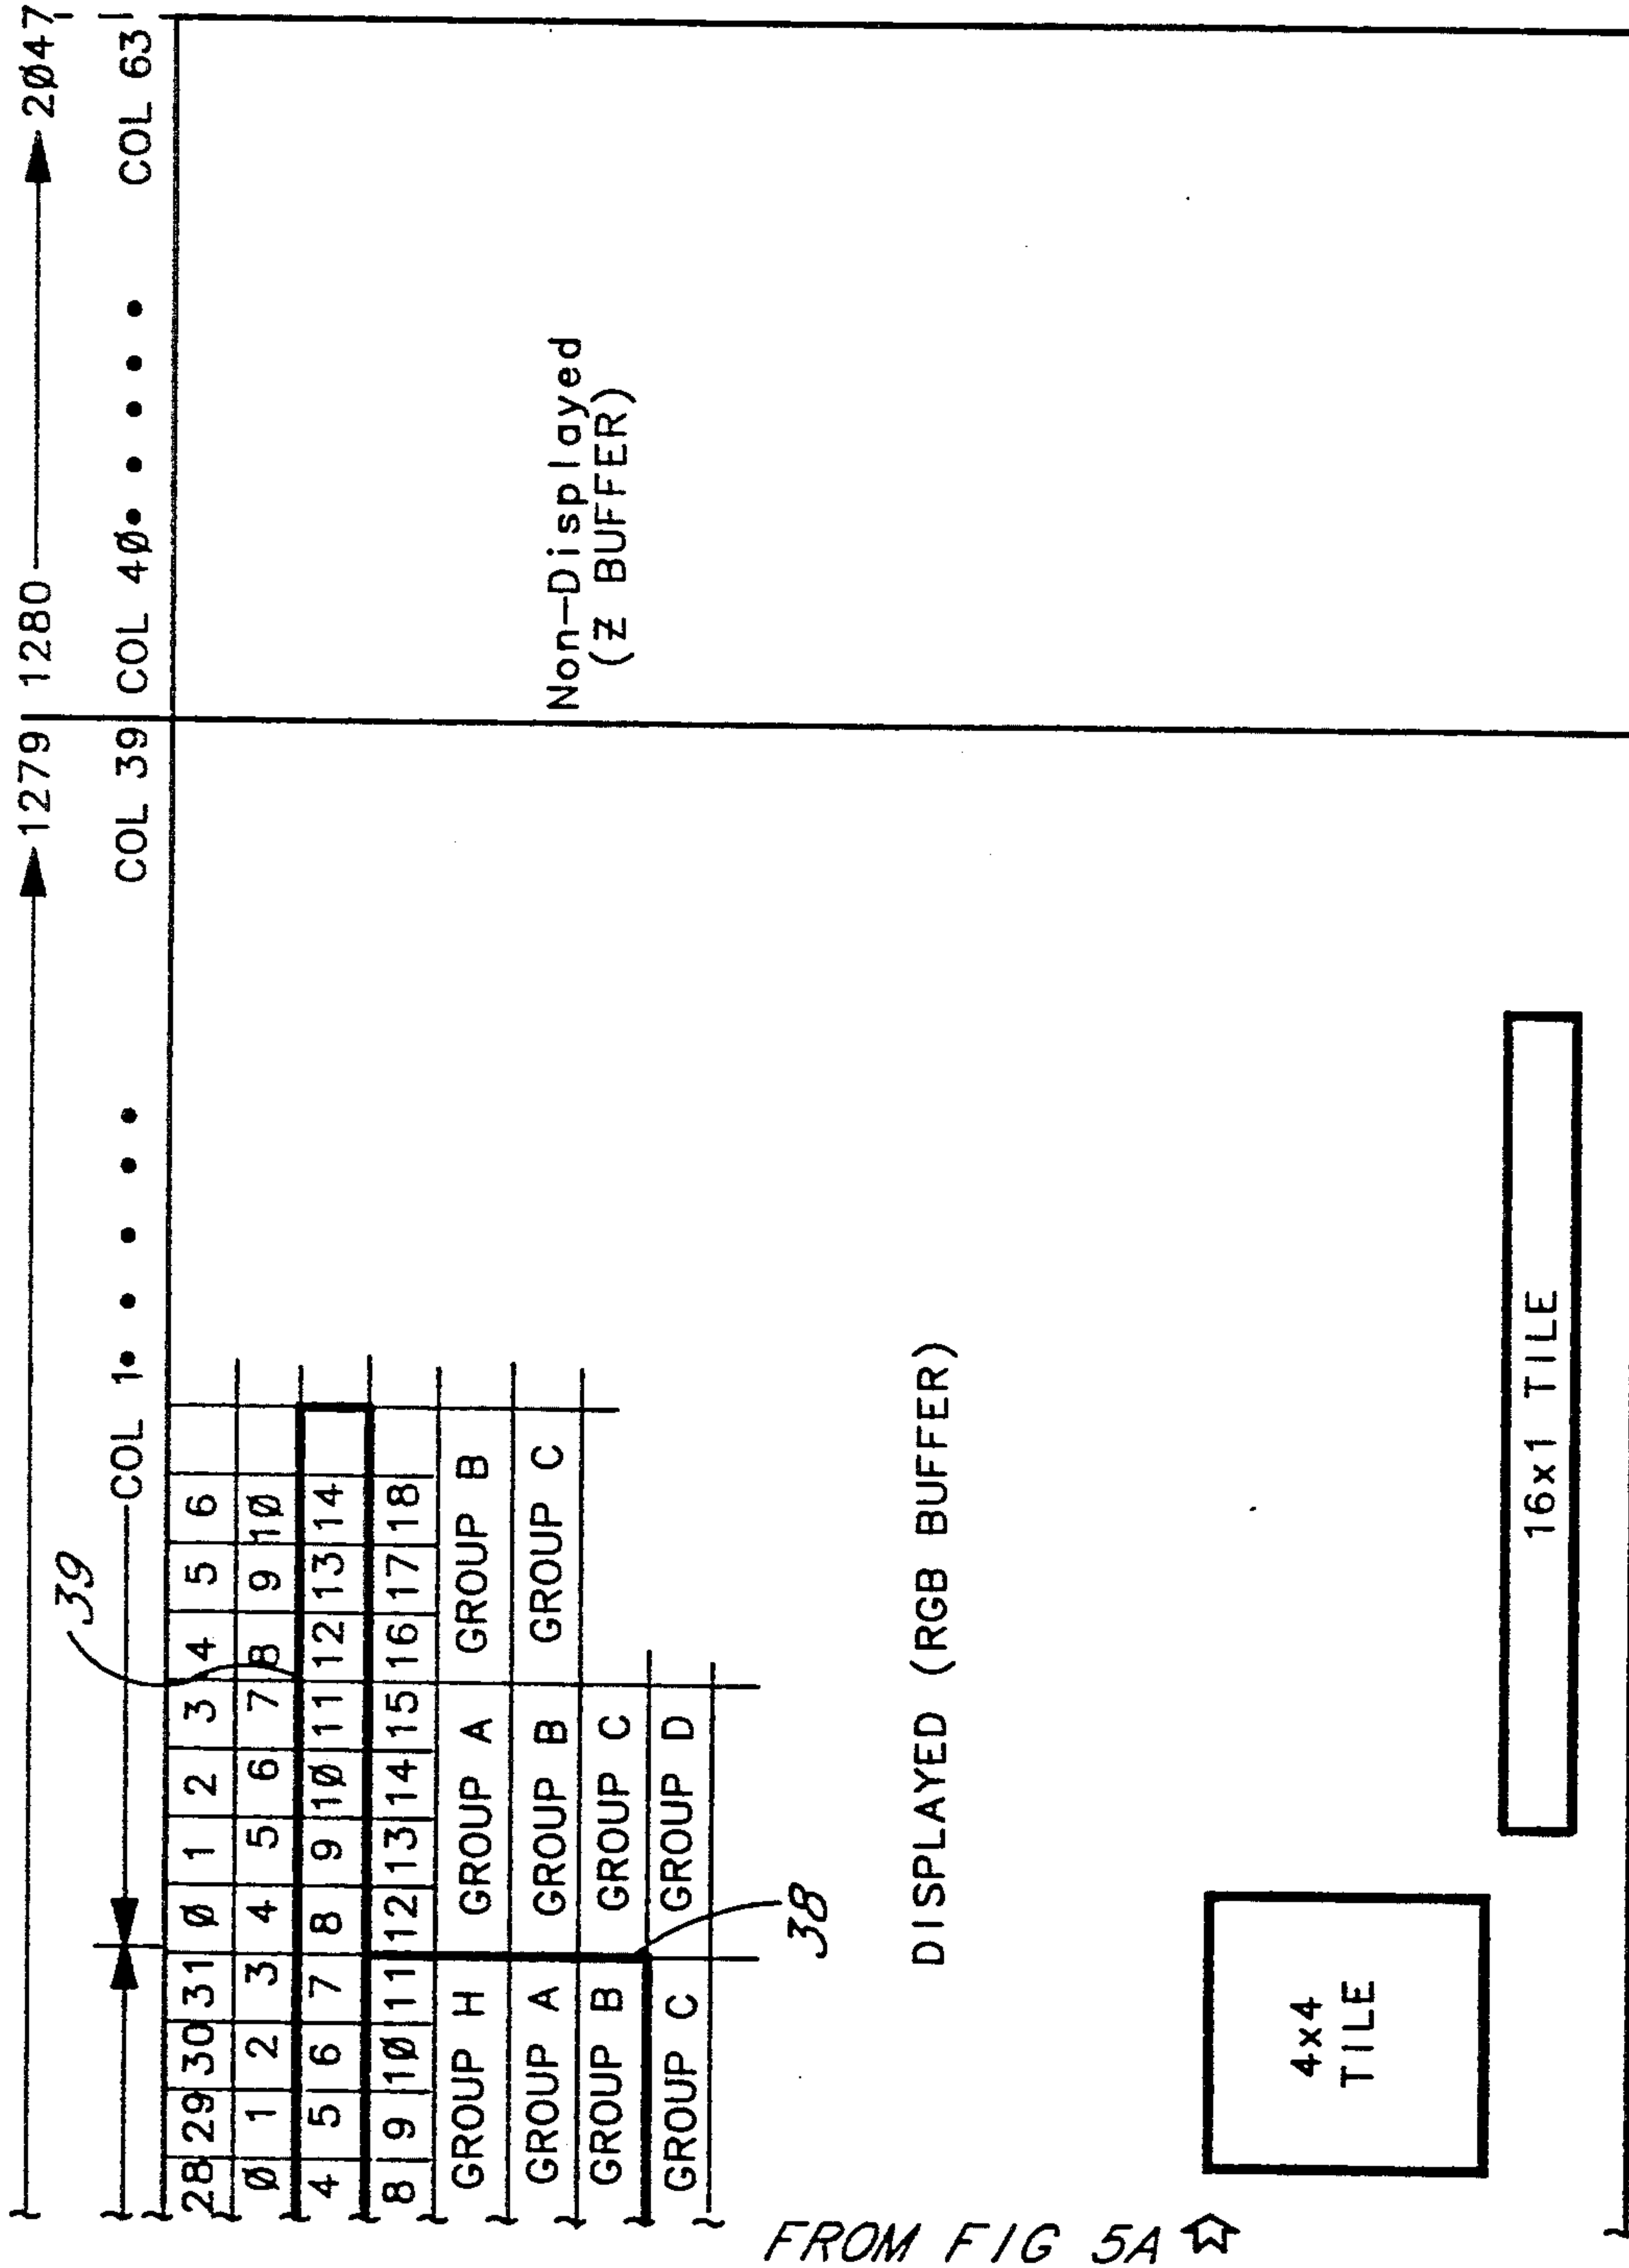 1279 1280 2Ø47
COL 1 • • • • • COL 39 COL 4Ø • • • • • COL 63
39
28 29 30 31 Ø 1 2 3 4 5 6
Ø 1 2 3 4 5 6 7 8 9 1Ø
4 5 6 7 8 9 1Ø 11 12 13 14
8 9 1Ø 11 12 13 14 15 16 17 18
GROUP H GROUP A GROUP B
GROUP A GROUP B GROUP C
GROUP B GROUP C
GROUP C GROUP D
38
Non-Displayed
(Z BUFFER)
DISPLAYED (RGB BUFFER)
4x4
TILE
16x1 TILE
FROM FIG 5A